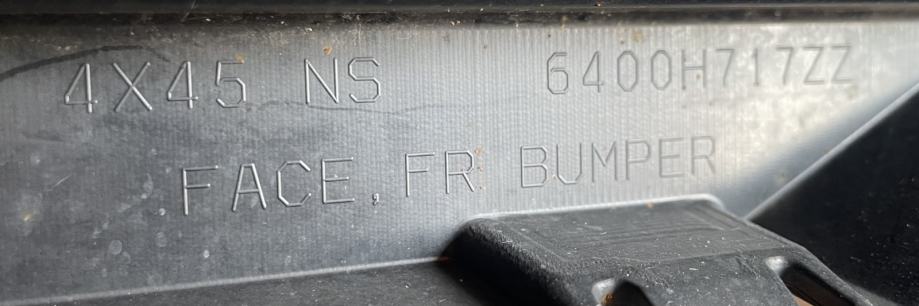 4X45 NS 6400H717ZZ
FACE, FR BUMPER